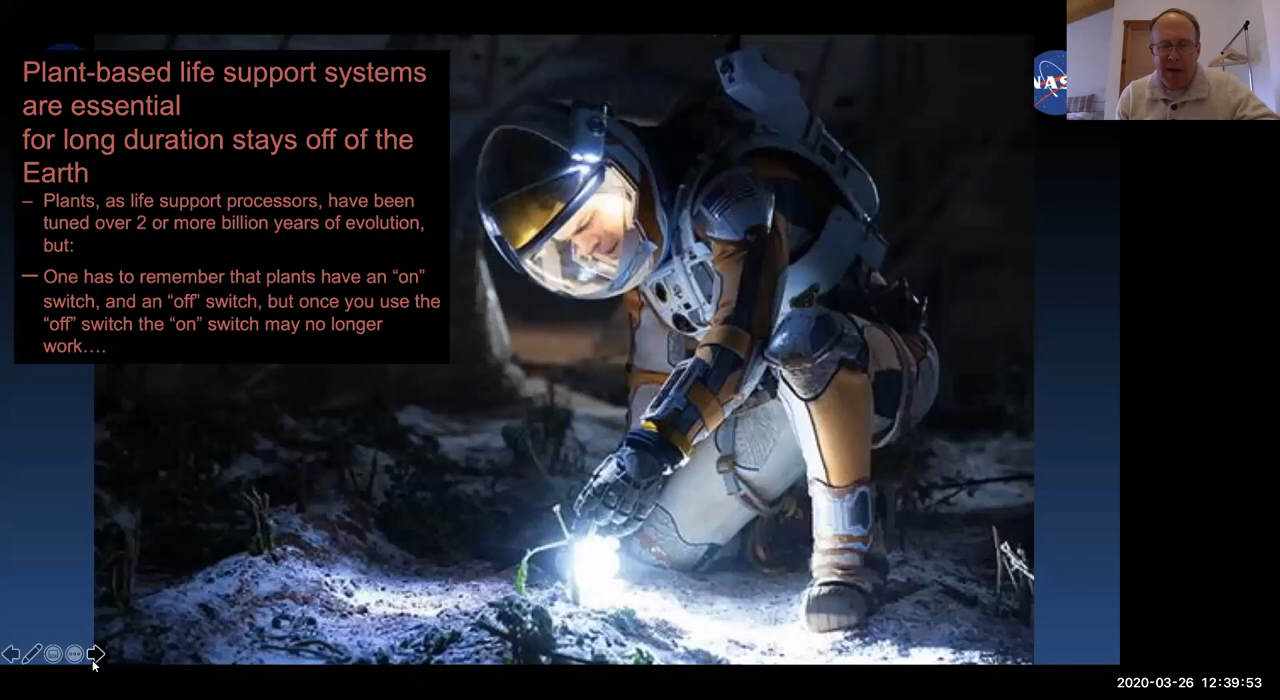 Plant-based life support systems
are essential
for long duration stays off of the
Earth
– Plants, as life support processors, have been
tuned over 2 or more billion years of evolution,
but:
— One has to remember that plants have an “on”
switch, and an “off” switch, but once you use the
“off” switch the “on” switch may no longer
work….
NAS
2020-03-26 12:39:53